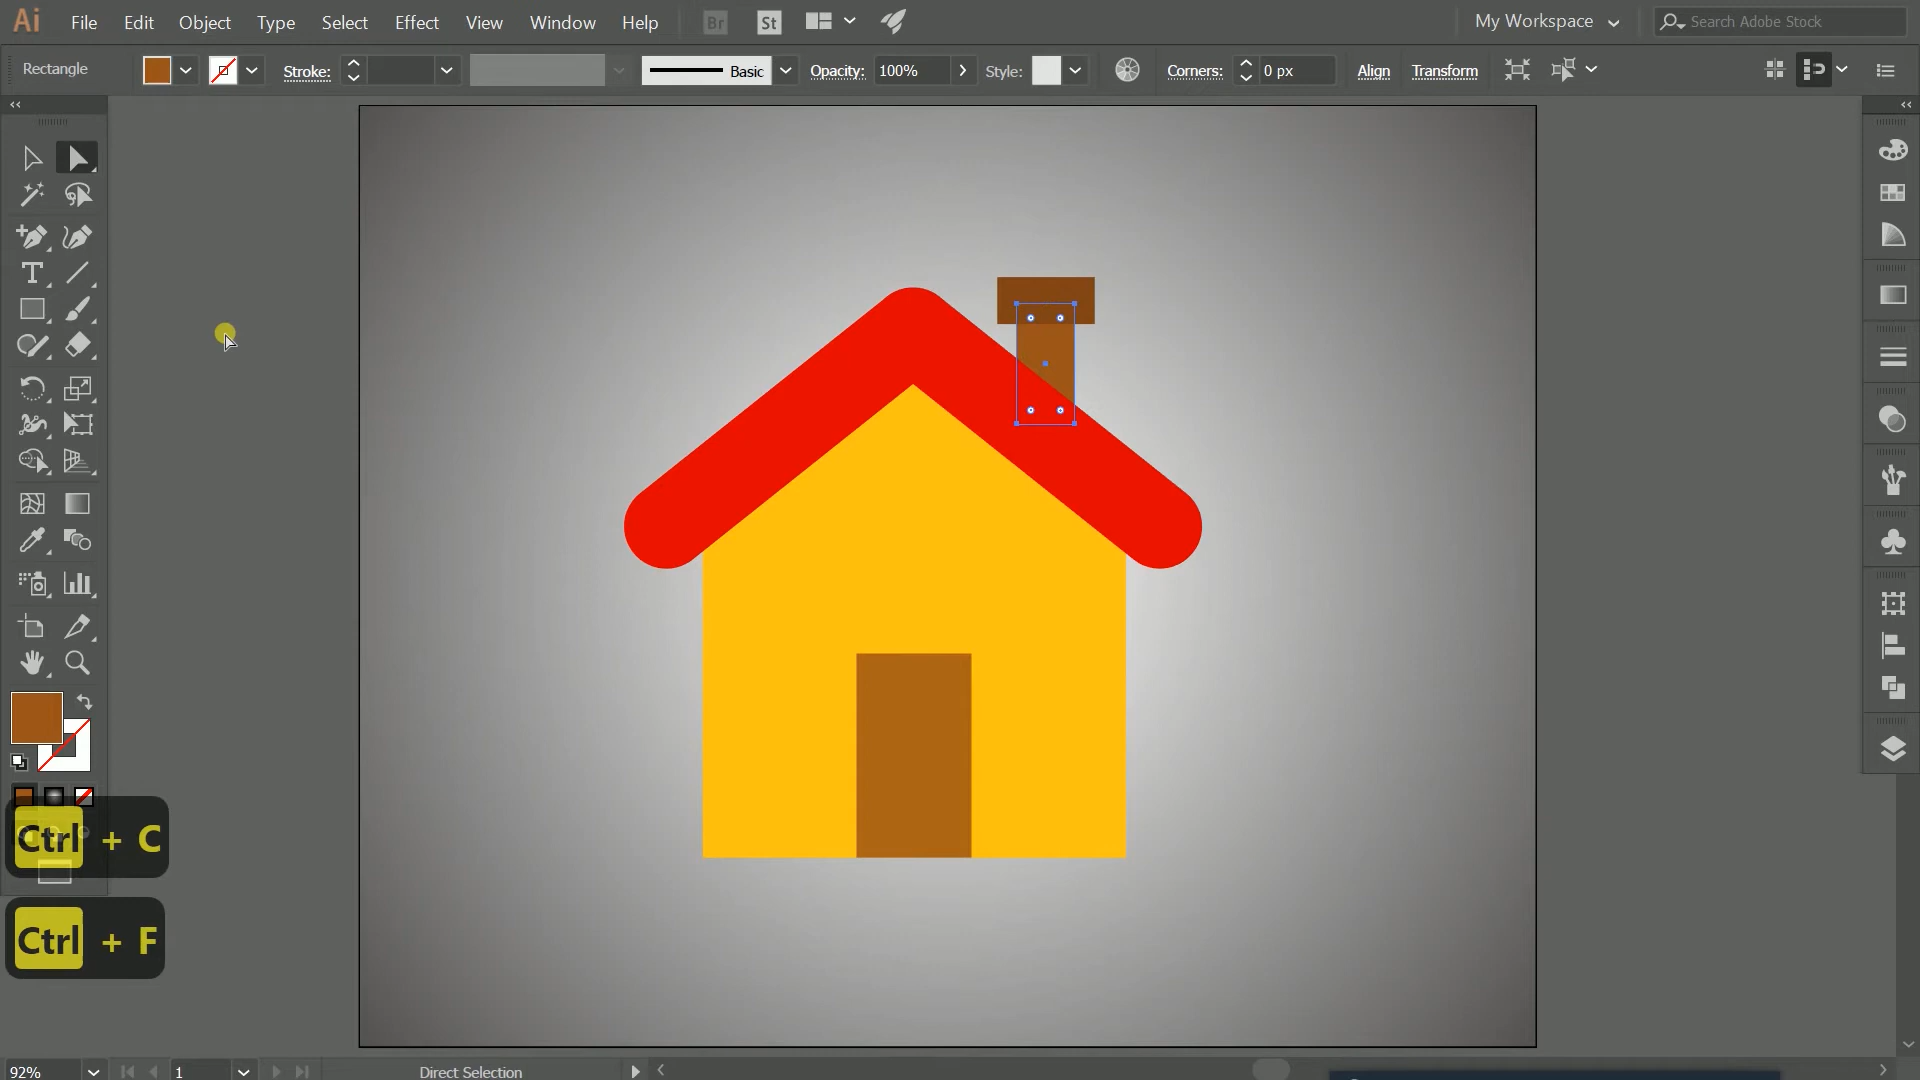 Ai File Edit Object Type Select Effect View Window Help Br St My Workspace Search Adobe Stock
Rectangle Stroke: Basic Opacity: 100% Style: Corners: 0 px Align Transform
T
Ctrl + C
Ctrl + F
92% 1 Direct Selection